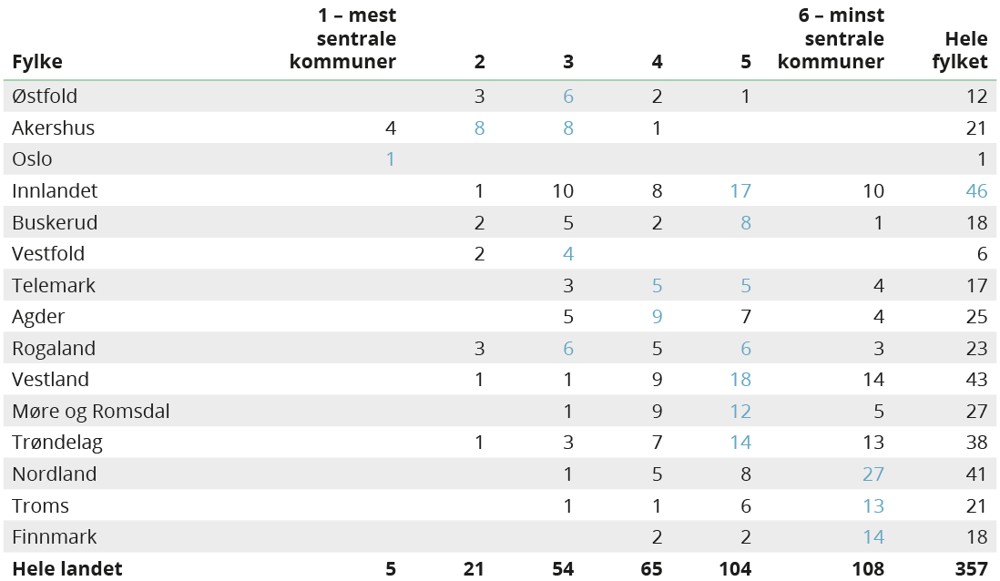 Fylke 1 – mest sentrale kommuner 2 3 4 5 6 – minst sentrale kommuner Hele fylket
Østfold 3 6 2 1 12
Akershus 4 8 8 1 21
Oslo 1 1
Innlandet 1 10 8 17 10 46
Buskerud 2 5 2 8 1 18
Vestfold 2 4 6
Telemark 3 5 5 4 17
Agder 5 9 7 4 25
Rogaland 3 6 5 6 3 23
Vestland 1 1 9 18 14 43
Møre og Romsdal 1 9 12 5 27
Trøndelag 1 3 7 14 13 38
Nordland 1 5 8 27 41
Troms 1 1 6 13 21
Finnmark 2 2 14 18
Hele landet 5 21 54 65 104 108 357